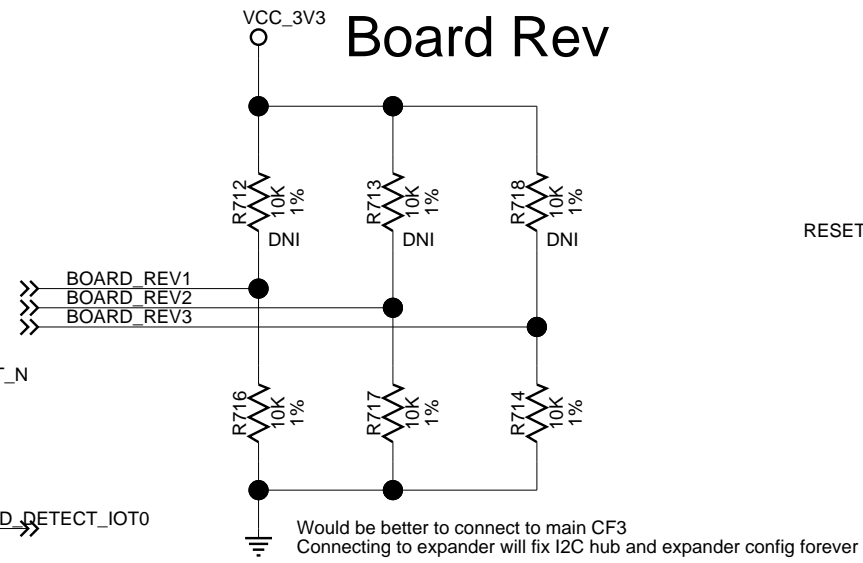 VCC_3V3
Board Rev
R712
10K
1%
DNI
R713
10K
1%
DNI
R718
10K
1%
DNI
RESET
BOARD_REV1
BOARD_REV2
BOARD_REV3
T_N
R716
10K
1%
R717
10K
1%
R714
10K
1%
D_DETECT_IOT0
Would be better to connect to main CF3
Connecting to expander will fix I2C hub and expander config forever